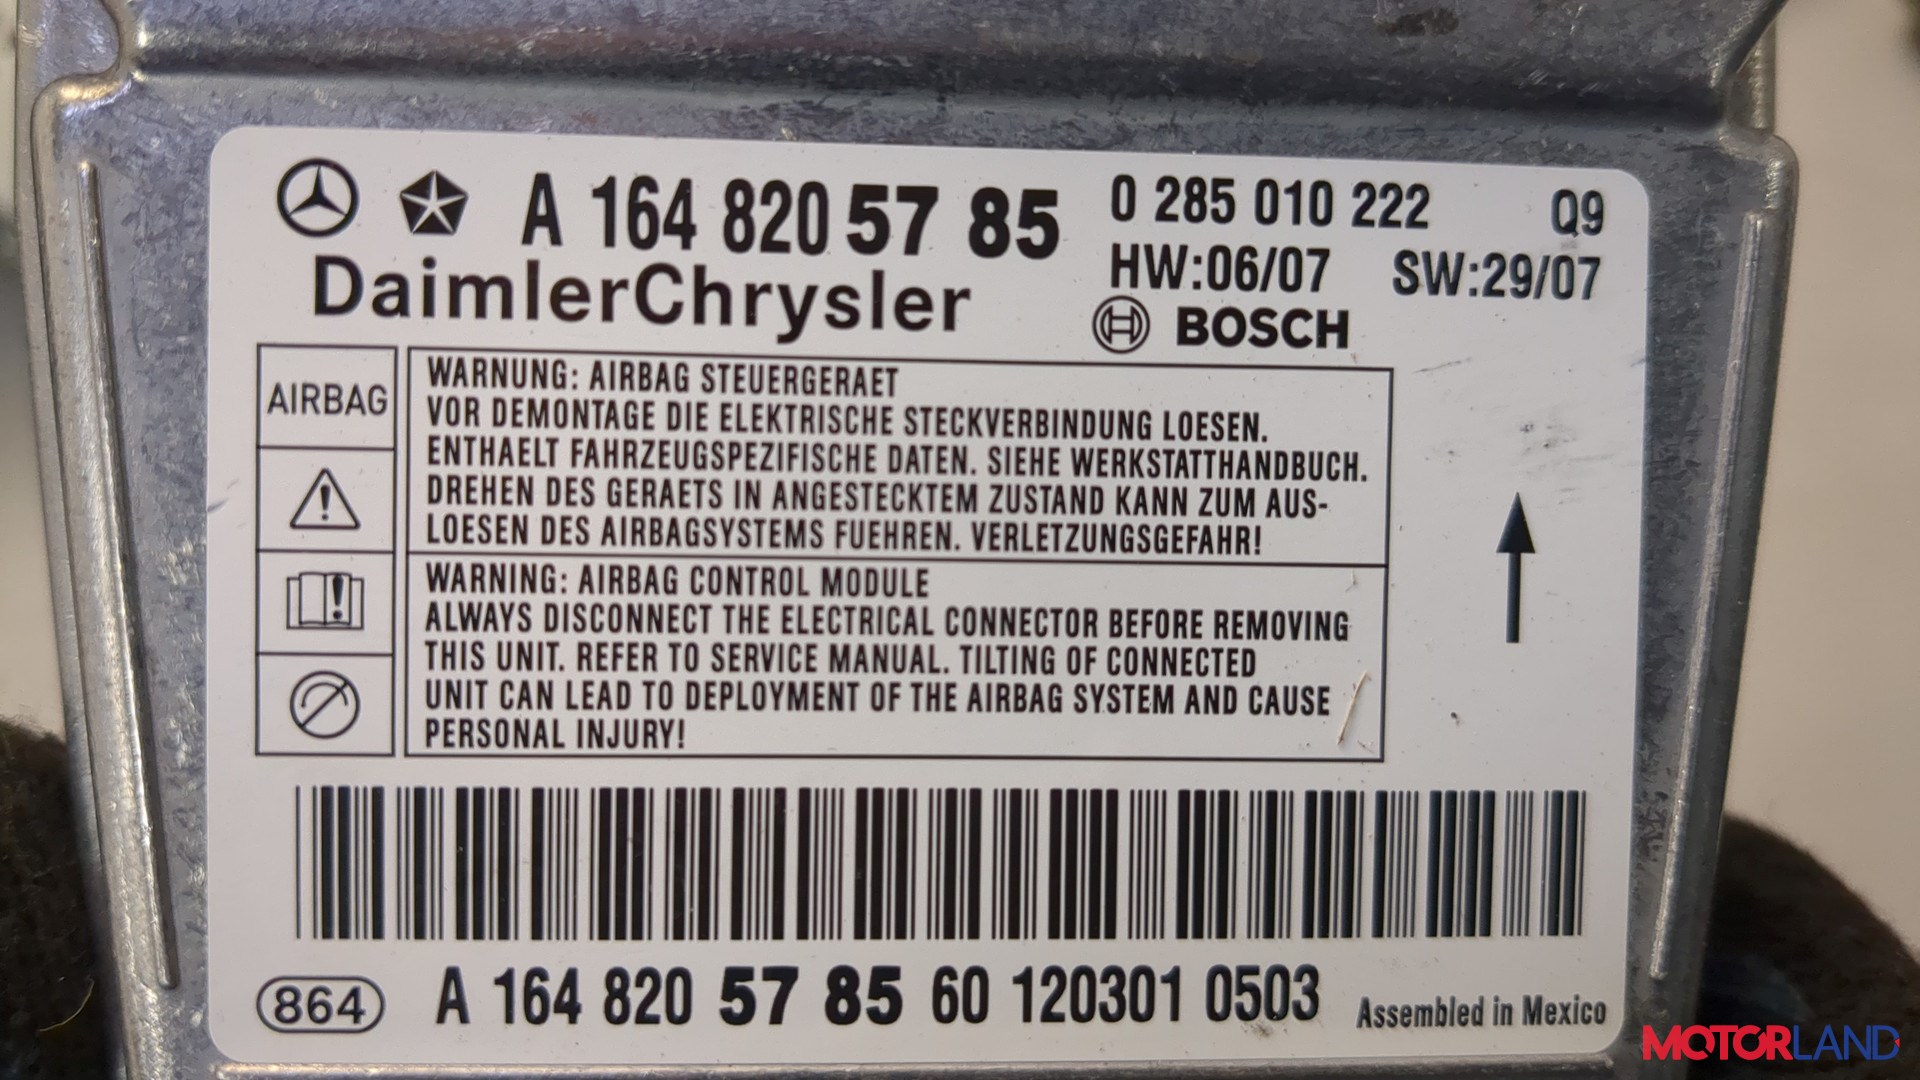 A 164 820 57 85
0 285 010 222 Q9
DaimlerChrysler
HW:06/07 SW:29/07
BOSCH
AIRBAG
WARNUNG: AIRBAG STEUERGERAET
VOR DEMONTAGE DIE ELEKTRISCHE STECKVERBINDUNG LOESEN.
ENTHAELT FAHRZEUGSPEZIFISCHE DATEN. SIEHE WERKSTATTHANDBUCH.
DREHEN DES GERAETS IN ANGESTECKTEM ZUSTAND KANN ZUM AUS-
LOESEN DES AIRBAGSYSTEMS FUEHREN. VERLETZUNGSGEFAHR!
WARNING: AIRBAG CONTROL MODULE
ALWAYS DISCONNECT THE ELECTRICAL CONNECTOR BEFORE REMOVING
THIS UNIT. REFER TO SERVICE MANUAL. TILTING OF CONNECTED
UNIT CAN LEAD TO DEPLOYMENT OF THE AIRBAG SYSTEM AND CAUSE
PERSONAL INJURY!
864 A 164 820 57 85 60 120301 0503 Assembled in Mexico
MOTORLAND